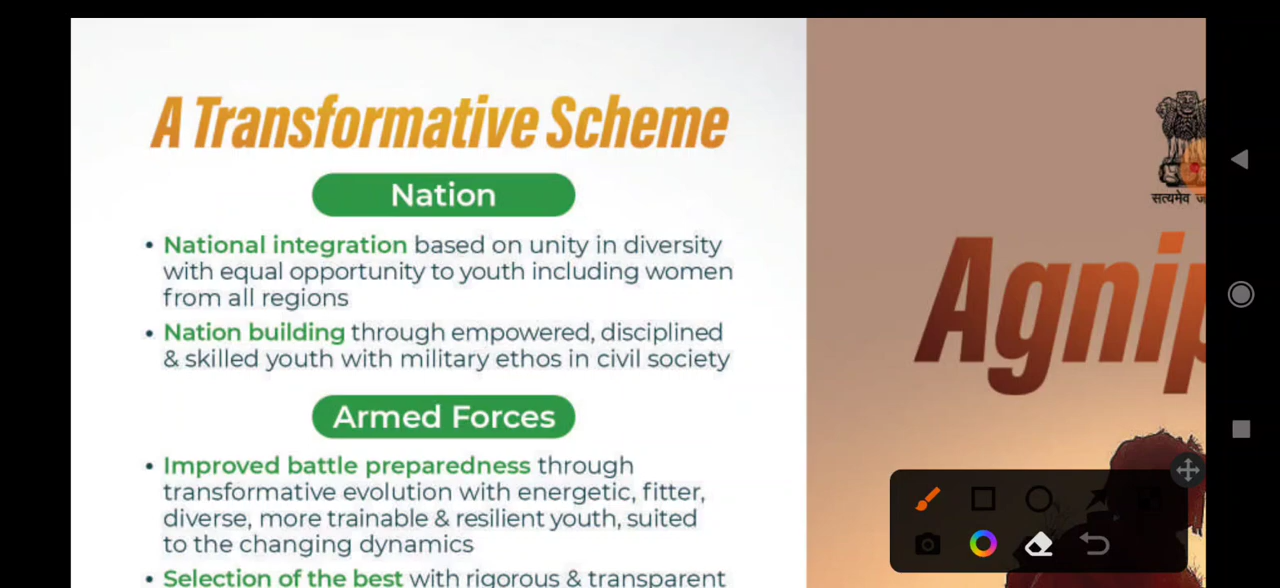 A Transformative Scheme
Nation
• National integration based on unity in diversity
with equal opportunity to youth including women
from all regions
• Nation building through empowered, disciplined
& skilled youth with military ethos in civil society
Armed Forces
• Improved battle preparedness through
transformative evolution with energetic, fitter,
diverse, more trainable & resilient youth, suited
to the changing dynamics
• Selection of the best with rigorous & transparent
सत्यमेव ज
Agnip